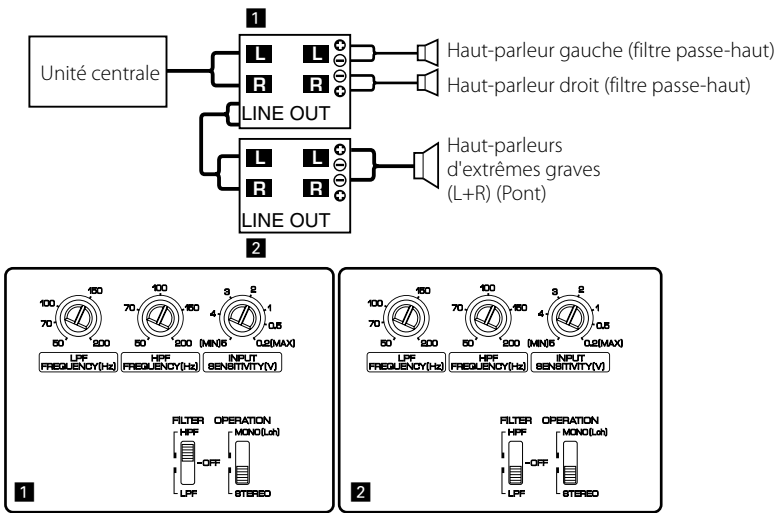 1
Unité centrale
L L
R R
LINE OUT
Haut-parleur gauche (filtre passe-haut)
Haut-parleur droit (filtre passe-haut)
L L
R R
LINE OUT
Haut-parleurs
d'extrêmes graves
(L+R) (Pont)
2
150
100
70
50 200
LPF
FREQUENCY(Hz)
100
70 150
50 200
HPF
FREQUENCY(Hz)
3 2
4 1
0.5
(MIN)5 0.2(MAX)
INPUT
SENSITIVITY(V)
FILTER OPERATION
HPF MONO(Lch)
OFF
LPF STEREO
1
150
100
70
50 200
LPF
FREQUENCY(Hz)
100
70 150
50 200
HPF
FREQUENCY(Hz)
3 2
4 1
0.5
(MIN)5 0.2(MAX)
INPUT
SENSITIVITY(V)
FILTER OPERATION
HPF MONO(Lch)
OFF
LPF STEREO
2